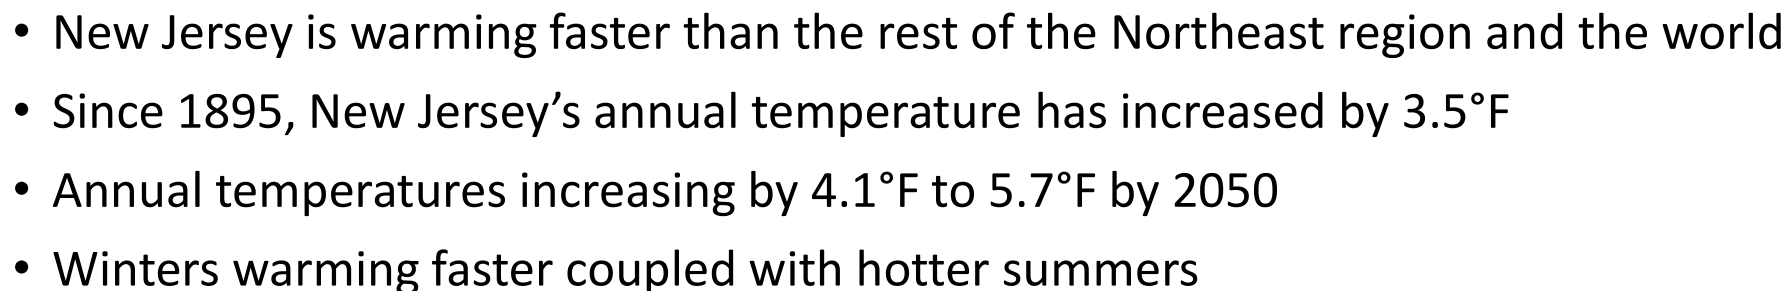 • New Jersey is warming faster than the rest of the Northeast region and the world
• Since 1895, New Jersey’s annual temperature has increased by 3.5°F
• Annual temperatures increasing by 4.1°F to 5.7°F by 2050
• Winters warming faster coupled with hotter summers